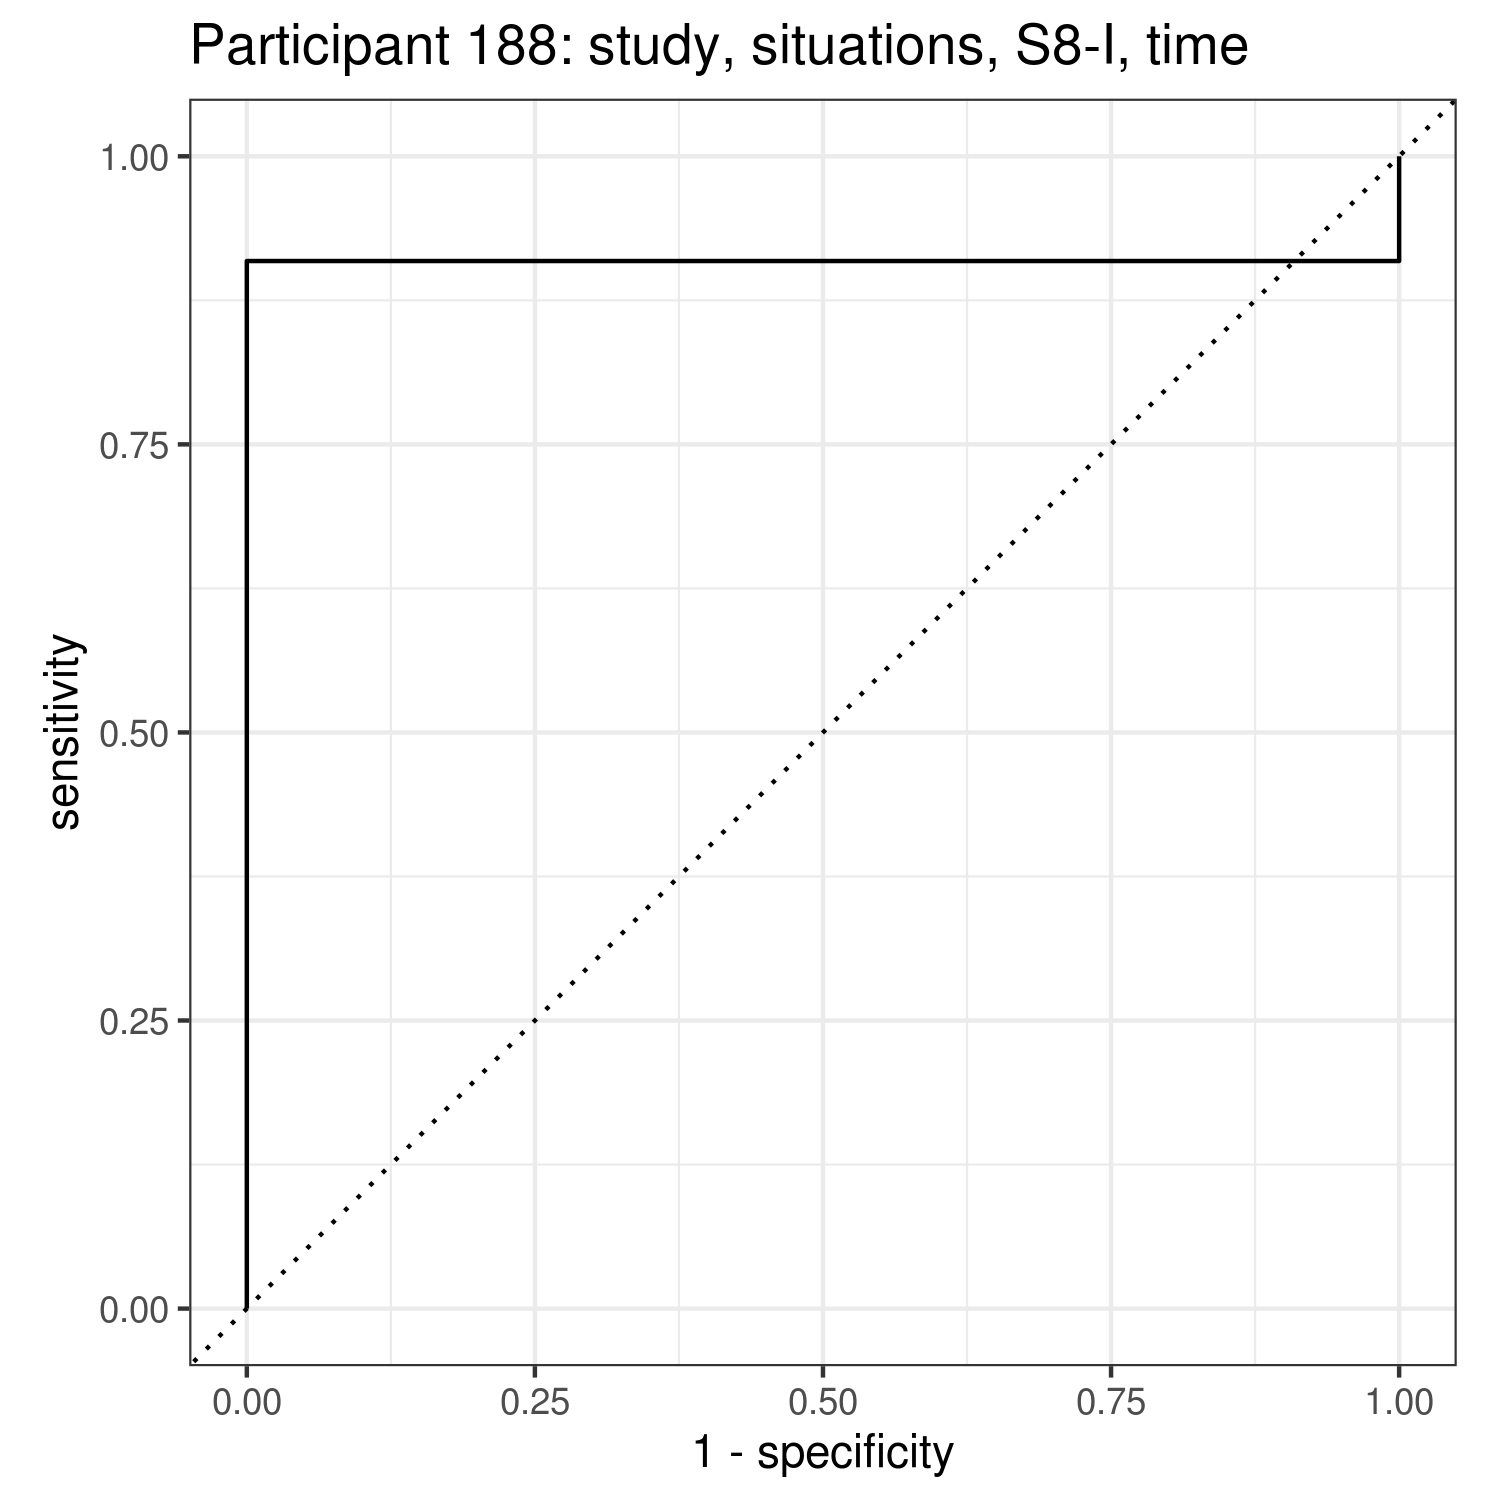 Participant 188: study, situations, S8-I, time
1.00
0.75
0.50
0.25
0.00
sensitivity
0.00 0.25 0.50 0.75 1.00
1 - specificity